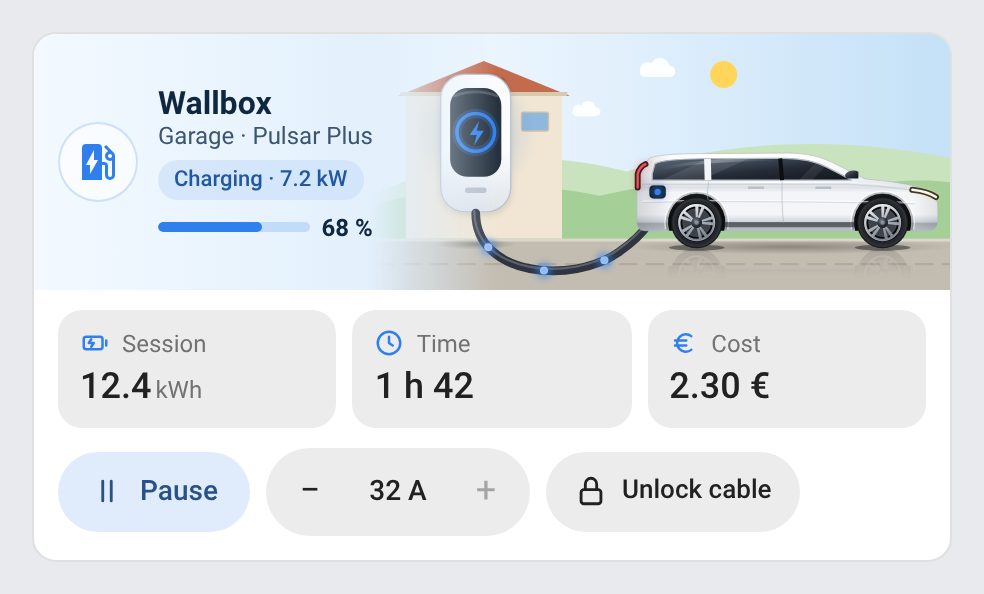 Wallbox
Garage · Pulsar Plus
Charging · 7.2 kW
68 %
Session
12.4 kWh
Time
1 h 42
Cost
2.30 €
Pause
− 32 A +
Unlock cable